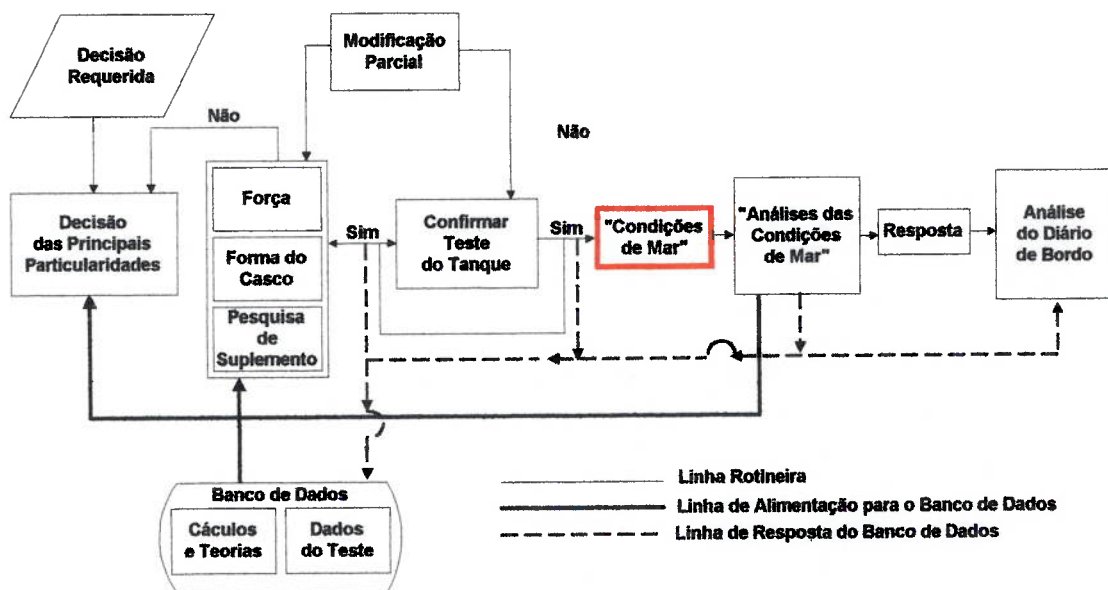 Decisão
Requerida
Modificação
Parcial
Não
Não
Decisão
das Principais
Particularidades
Força
Forma do
Casco
Pesquisa
de
Suplemento
Sim
Confirmar
Teste
do Tanque
Sim
"Condições
de Mar"
"Análises das
Condições
de Mar"
Resposta
Análise
do Diário
de Bordo
Banco de Dados
Cáculos
e Teorias
Dados
do Teste
Linha Rotineira
Linha de Alimentação para o Banco de Dados
Linha de Resposta do Banco de Dados